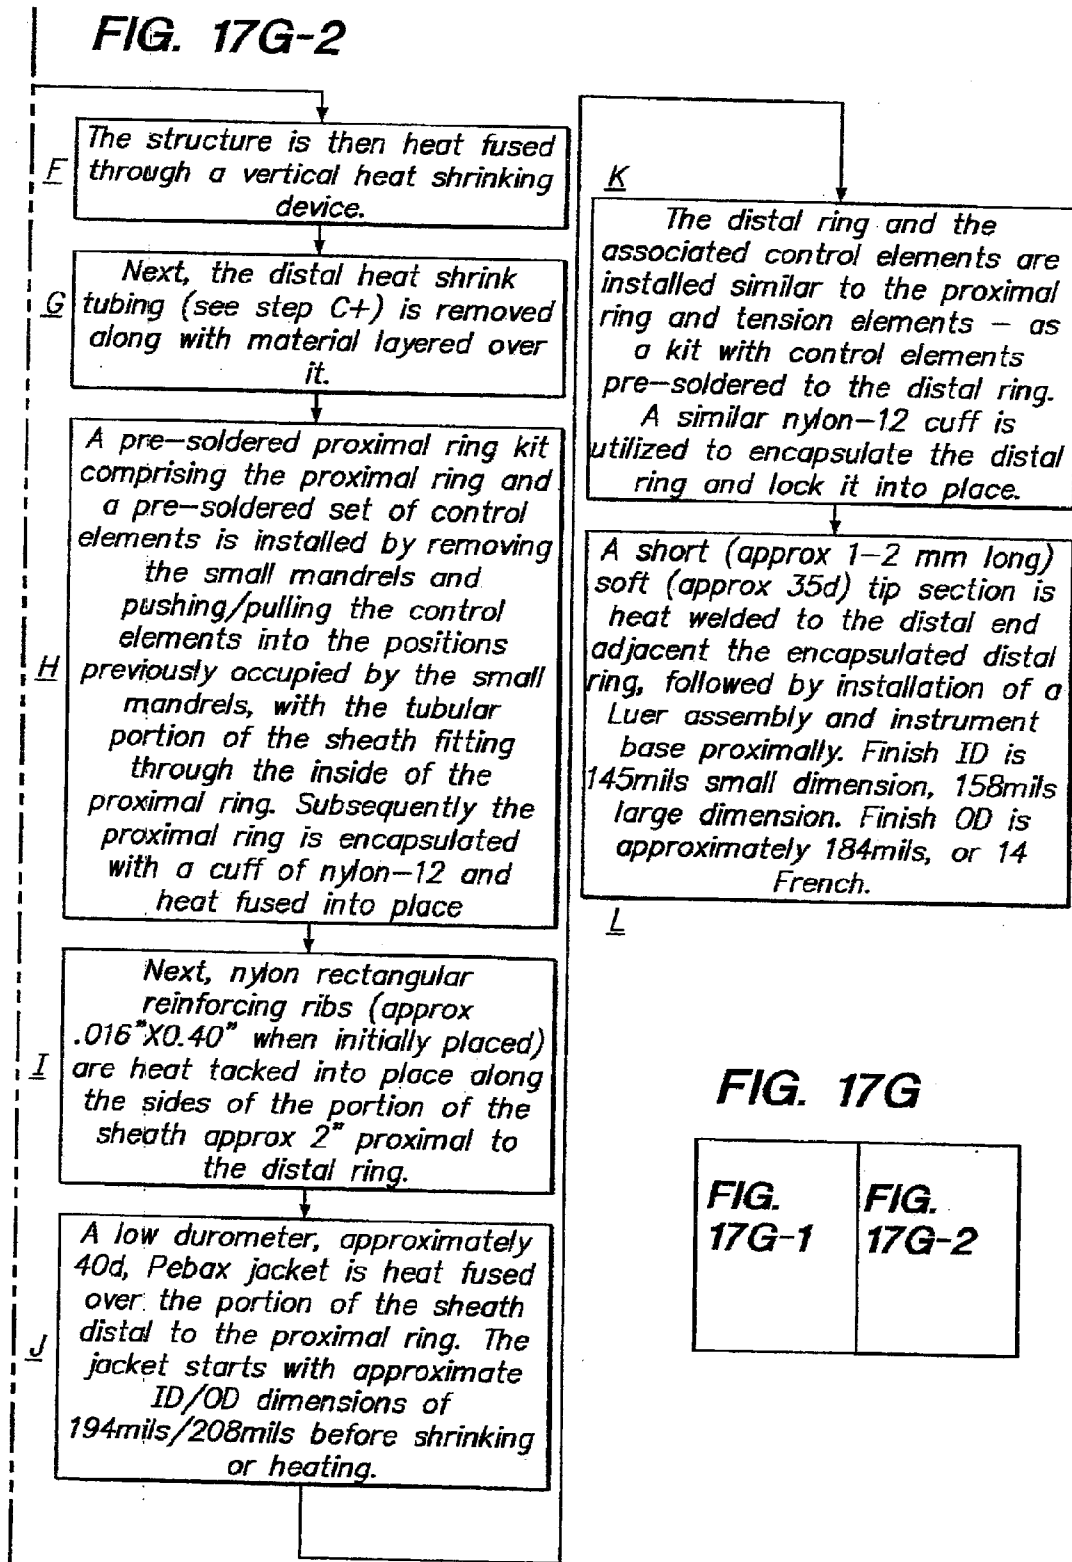 FIG. 17G-2
F
The structure is then heat fused
through a vertical heat shrinking
device.
G
Next, the distal heat shrink
tubing (see step C+) is removed
along with material layered over
it.
H
A pre-soldered proximal ring kit
comprising the proximal ring and
a pre-soldered set of control
elements is installed by removing
the small mandrels and
pushing/pulling the control
elements into the positions
previously occupied by the small
mandrels, with the tubular
portion of the sheath fitting
through the inside of the
proximal ring. Subsequently the
proximal ring is encapsulated
with a cuff of nylon-12 and
heat fused into place
I
Next, nylon rectangular
reinforcing ribs (approx
.016"X0.40" when initially placed)
are heat tacked into place along
the sides of the portion of the
sheath approx 2" proximal to
the distal ring.
J
A low durometer, approximately
40d, Pebax jacket is heat fused
over the portion of the sheath
distal to the proximal ring. The
jacket starts with approximate
ID/OD dimensions of
194mils/208mils before shrinking
or heating.
K
The distal ring and the
associated control elements are
installed similar to the proximal
ring and tension elements – as
a kit with control elements
pre-soldered to the distal ring.
A similar nylon-12 cuff is
utilized to encapsulate the distal
ring and lock it into place.
A short (approx 1-2 mm long)
soft (approx 35d) tip section is
heat welded to the distal end
adjacent the encapsulated distal
ring, followed by installation of a
Luer assembly and instrument
base proximally. Finish ID is
145mils small dimension, 158mils
large dimension. Finish OD is
approximately 184mils, or 14
French.
L
FIG. 17G
FIG.
17G-1
FIG.
17G-2